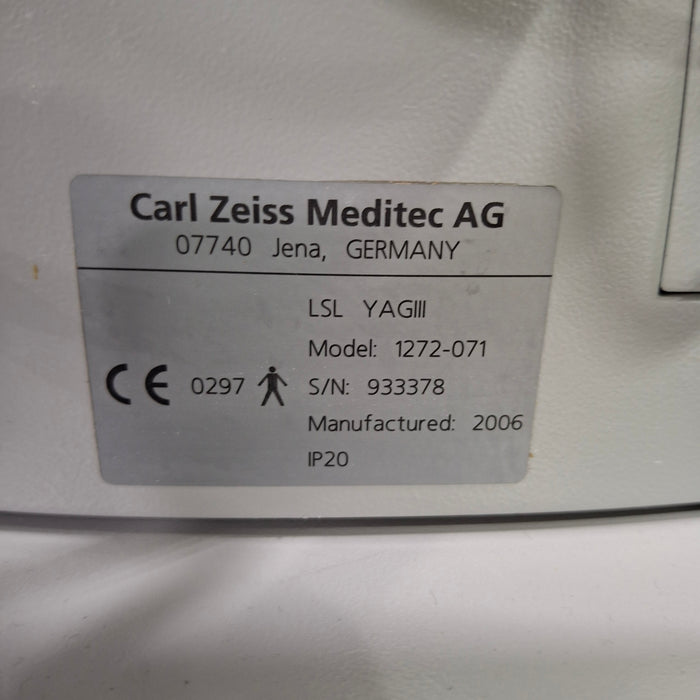 Carl Zeiss Meditec AG
07740 Jena, GERMANY
LSL YAGIII
Model: 1272-071
CE 0297 S/N: 933378
Manufactured: 2006
IP20